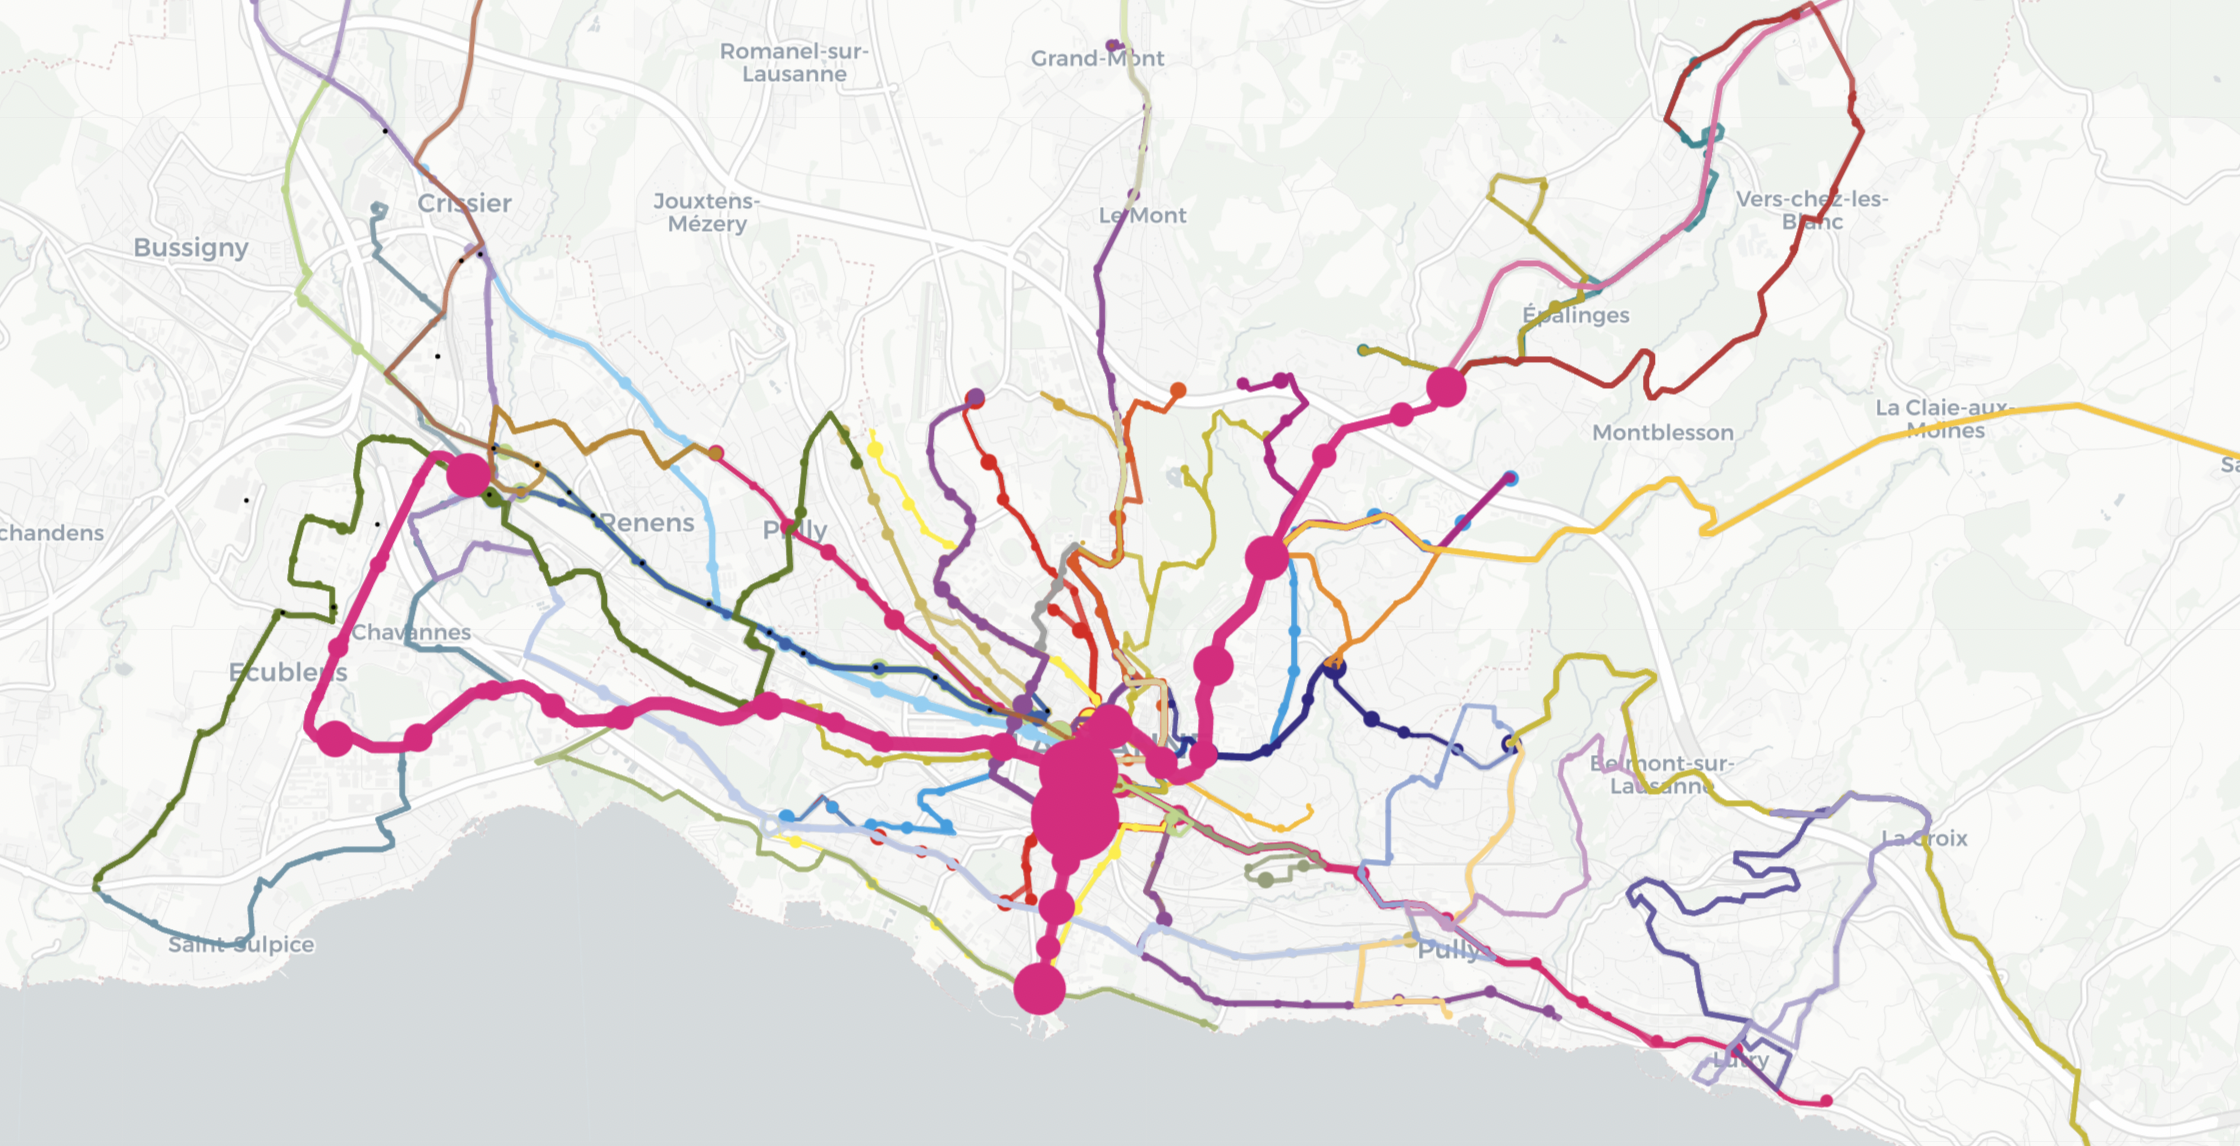 Romanel-sur-
Lausanne
Grand-Mont
Crissier
Jouxtens-
Mézery
Le Mont
Vers-chez-les-
Blanc
Bussigny
Épalinges
La Claie-aux-
Moines
Montblesson
Renens
Prilly
chandens
Chavannes
Ecublens
Belmont-sur-
Lausanne
La Croix
Saint-Sulpice
Pully
Lutry